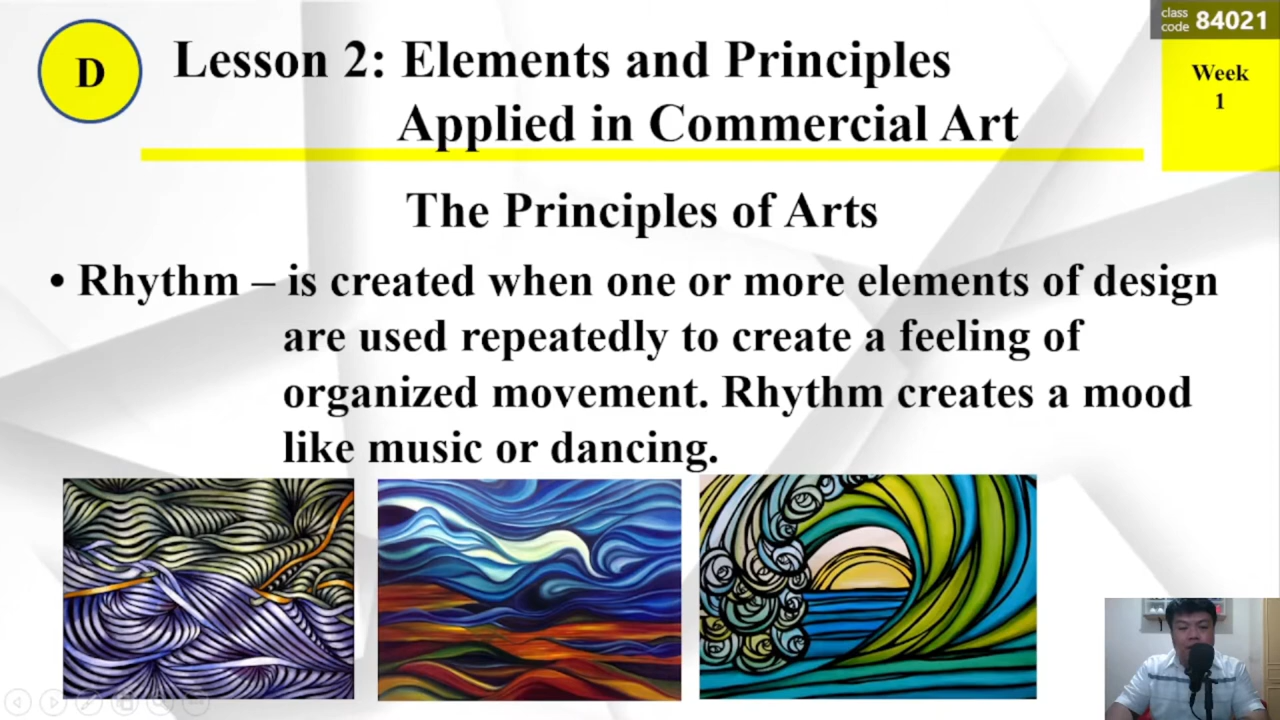 class
code 84021
D
Lesson 2: Elements and Principles
Applied in Commercial Art
Week
1
The Principles of Arts
• Rhythm – is created when one or more elements of design
are used repeatedly to create a feeling of
organized movement. Rhythm creates a mood
like music or dancing.